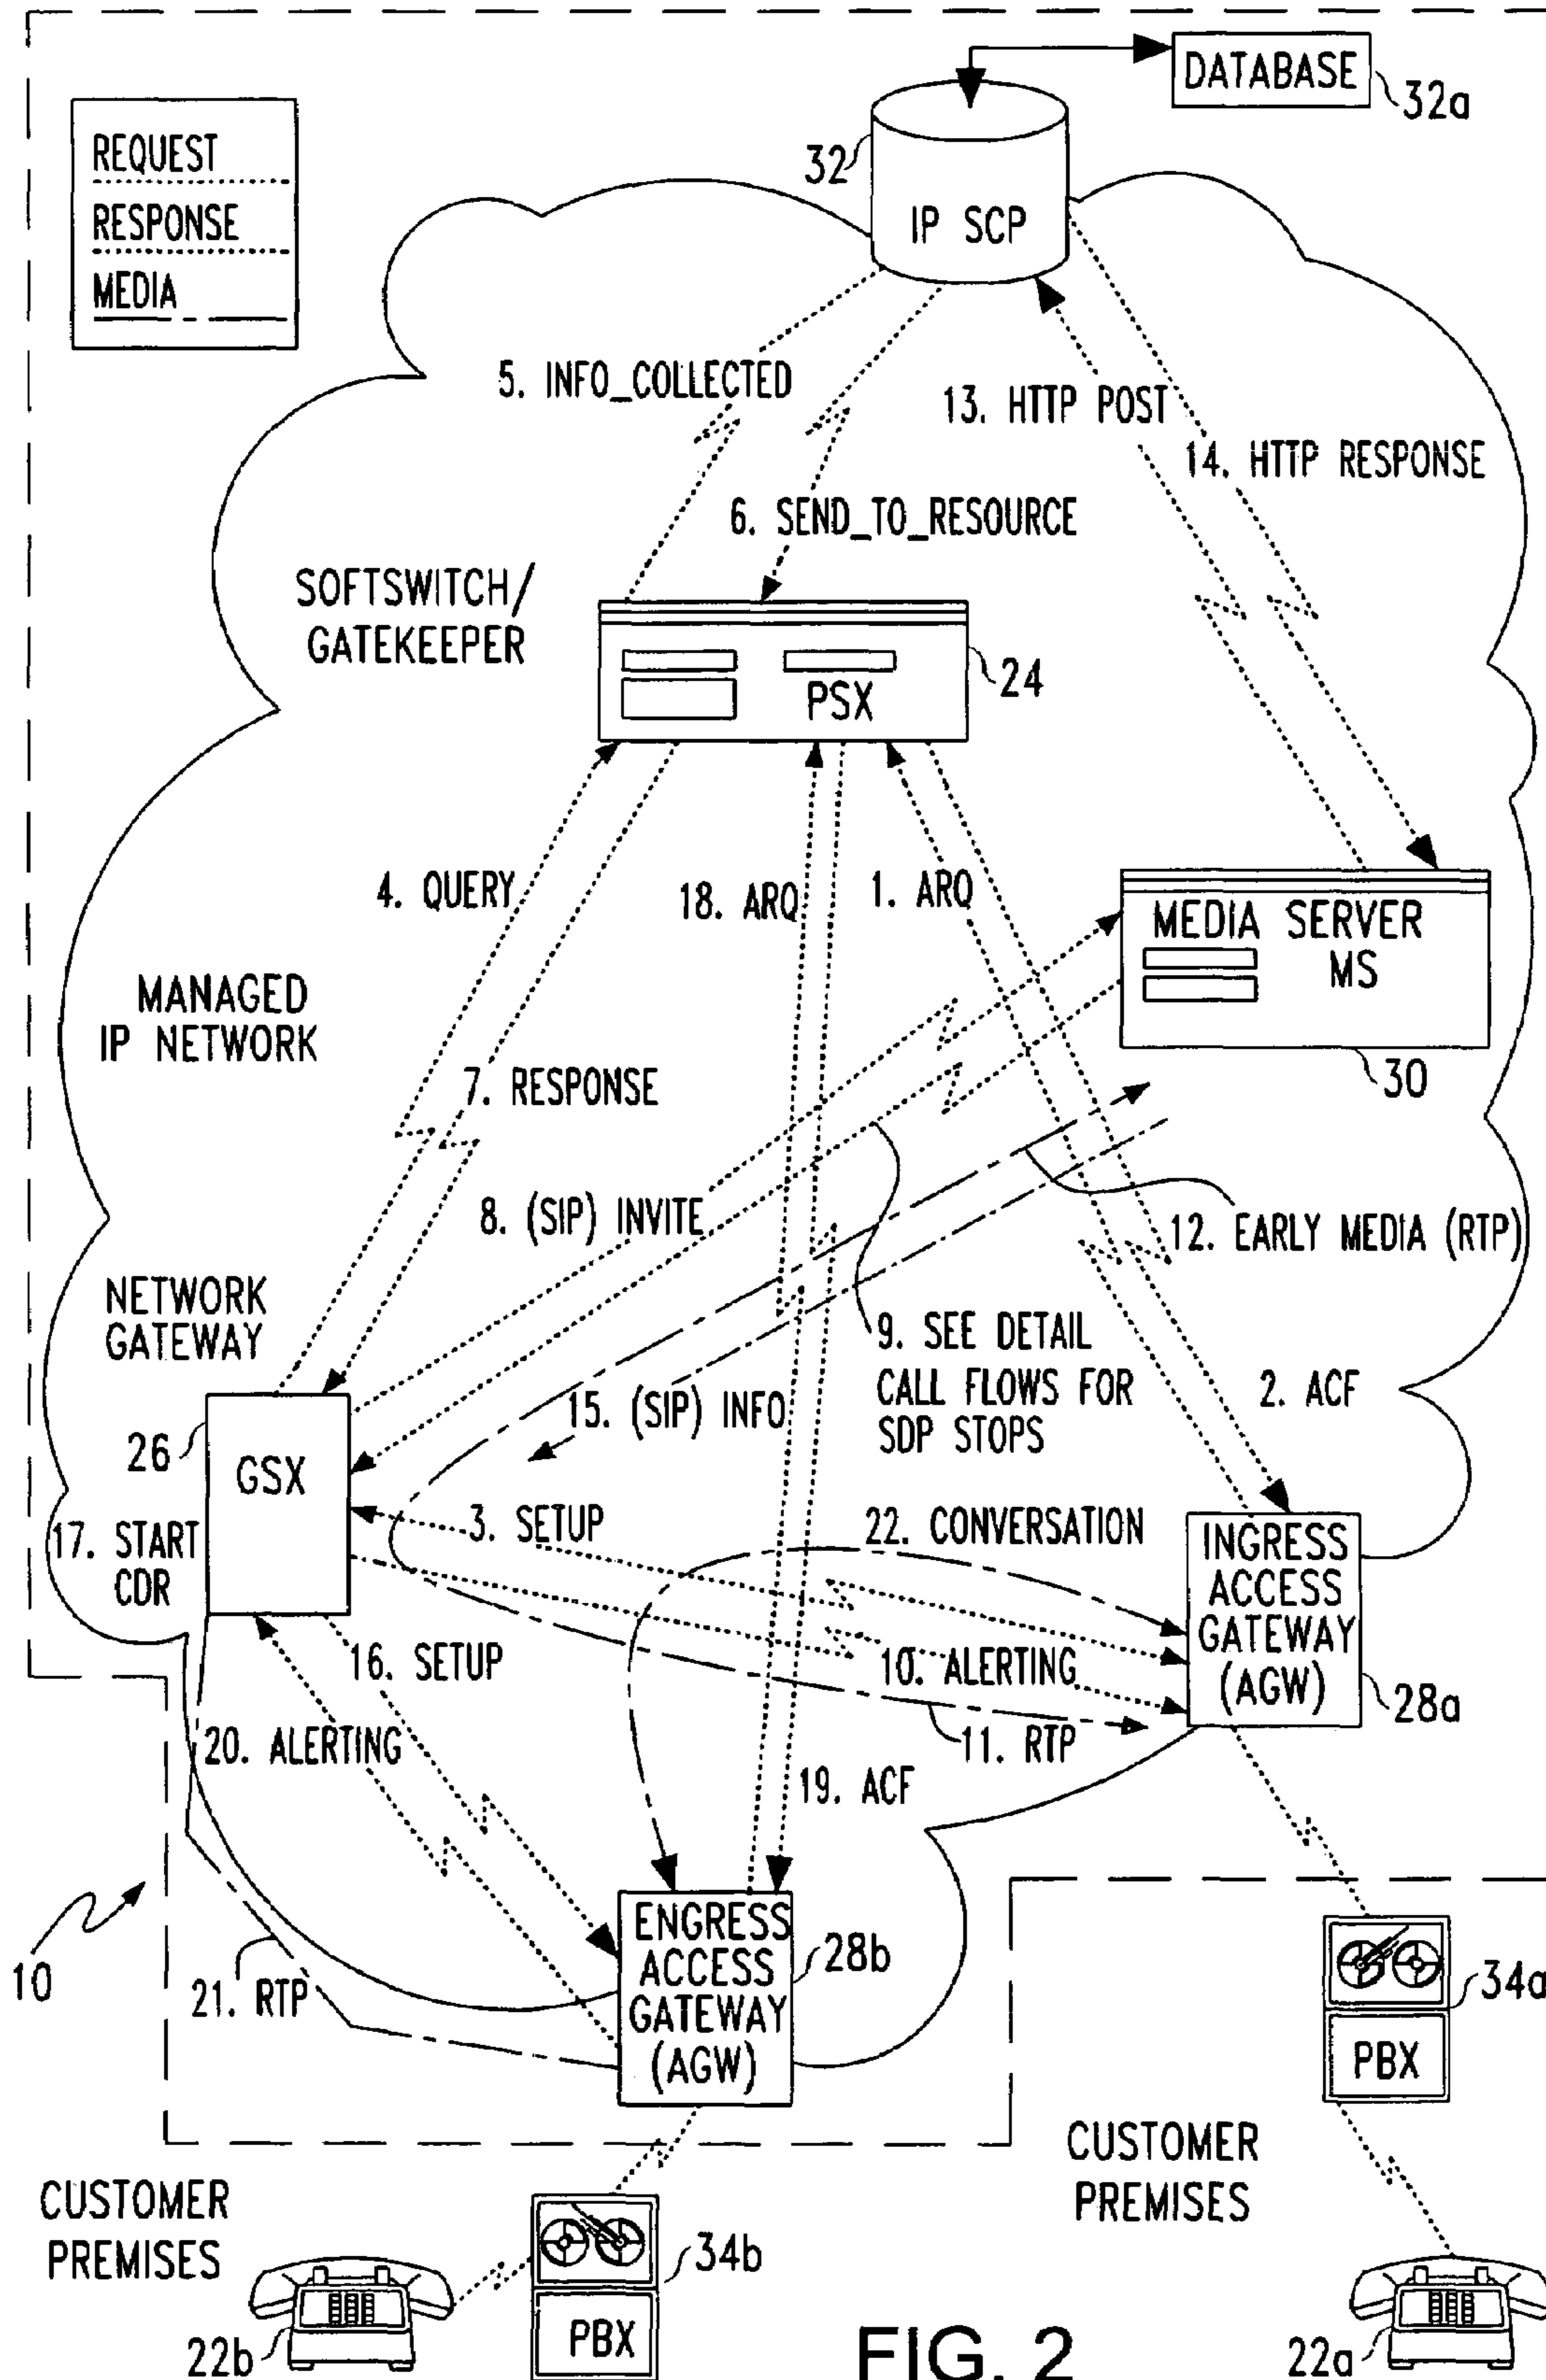 DATABASE
32a
32
IP SCP
REQUEST
RESPONSE
MEDIA
5. INFO_COLLECTED
13. HTTP POST
14. HTTP RESPONSE
6. SEND_TO_RESOURCE
SOFTSWITCH/
GATEKEEPER
24
PSX
4. QUERY
18. ARQ
1. ARQ
MEDIA SERVER
MS
30
MANAGED
IP NETWORK
7. RESPONSE
8. (SIP) INVITE
12. EARLY MEDIA (RTP)
NETWORK
GATEWAY
9. SEE DETAIL
CALL FLOWS FOR
SDP STOPS
2. ACF
15. (SIP) INFO
26
GSX
3. SETUP
22. CONVERSATION
17. START
CDR
INGRESS
ACCESS
GATEWAY
(AGW)
28a
16. SETUP
10. ALERTING
20. ALERTING
11. RTP
19. ACF
10
21. RTP
ENGRESS
ACCESS
GATEWAY
(AGW)
28b
34a
PBX
CUSTOMER
PREMISES
CUSTOMER
PREMISES
34b
PBX
22b
22a
FIG. 2